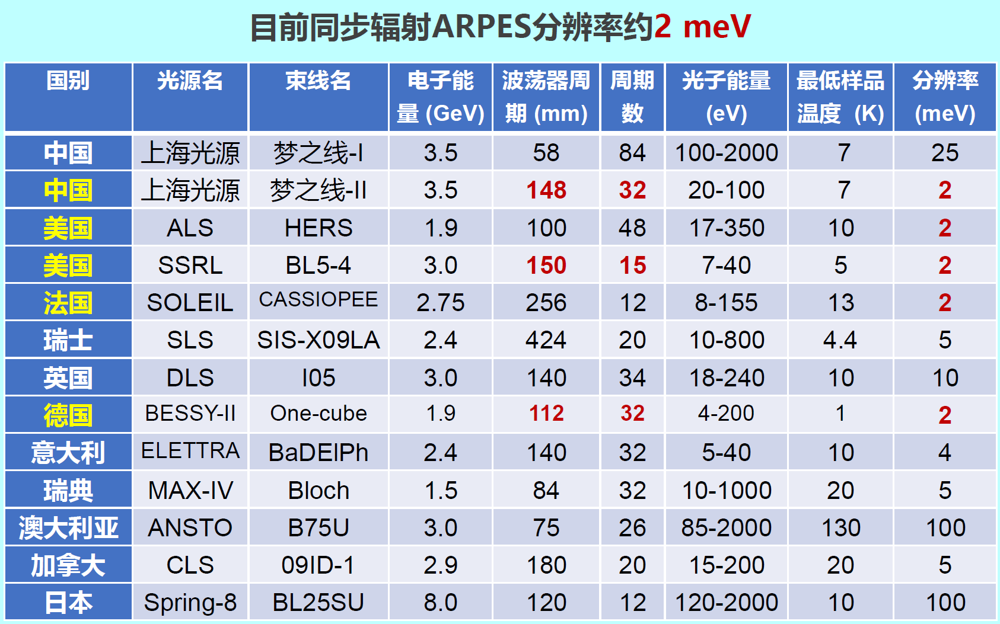 目前同步辐射ARPES分辨率约2 meV
国别 光源名 束线名 电子能量 (GeV) 波荡器周期 (mm) 周期数 光子能量 (eV) 最低样品温度 (K) 分辨率 (meV)
中国 上海光源 梦之线-I 3.5 58 84 100-2000 7 25
中国 上海光源 梦之线-II 3.5 148 32 20-100 7 2
美国 ALS HERS 1.9 100 48 17-350 10 2
美国 SSRL BL5-4 3.0 150 15 7-40 5 2
法国 SOLEIL CASSIOPEE 2.75 256 12 8-155 13 2
瑞士 SLS SIS-X09LA 2.4 424 20 10-800 4.4 5
英国 DLS I05 3.0 140 34 18-240 10 10
德国 BESSY-II One-cube 1.9 112 32 4-200 1 2
意大利 ELETTRA BaDElPh 2.4 140 32 5-40 10 4
瑞典 MAX-IV Bloch 1.5 84 32 10-1000 20 5
澳大利亚 ANSTO B75U 3.0 75 26 85-2000 130 100
加拿大 CLS 09ID-1 2.9 180 20 15-200 20 5
日本 Spring-8 BL25SU 8.0 120 12 120-2000 10 100